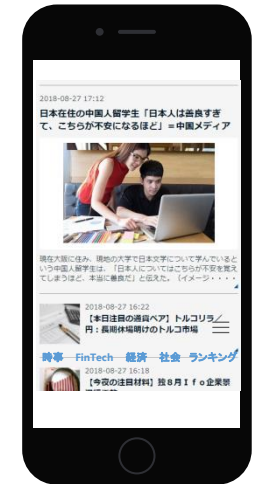 2018-08-27 17:12
日本在住の中国人留学生「日本人は善良すぎ
て、こちらが不安になるほど」＝中国メディア
現在大阪に住み、現地の大学で日本文学について学んでいると
いう中国人留学生は、「日本人についてはこちらが不安を覚え
てしまうほど、本当に善良だ」と伝えた。（イメージ・・・・
2018-08-27 16:22
【本日注目の通貨ペア】トルコリラ／
円：長期休場明けのトルコ市場
時事 FinTech 経済 社会 ランキング
2018-08-27 16:18
【今夜の注目材料】独８月Ｉｆｏ企業景